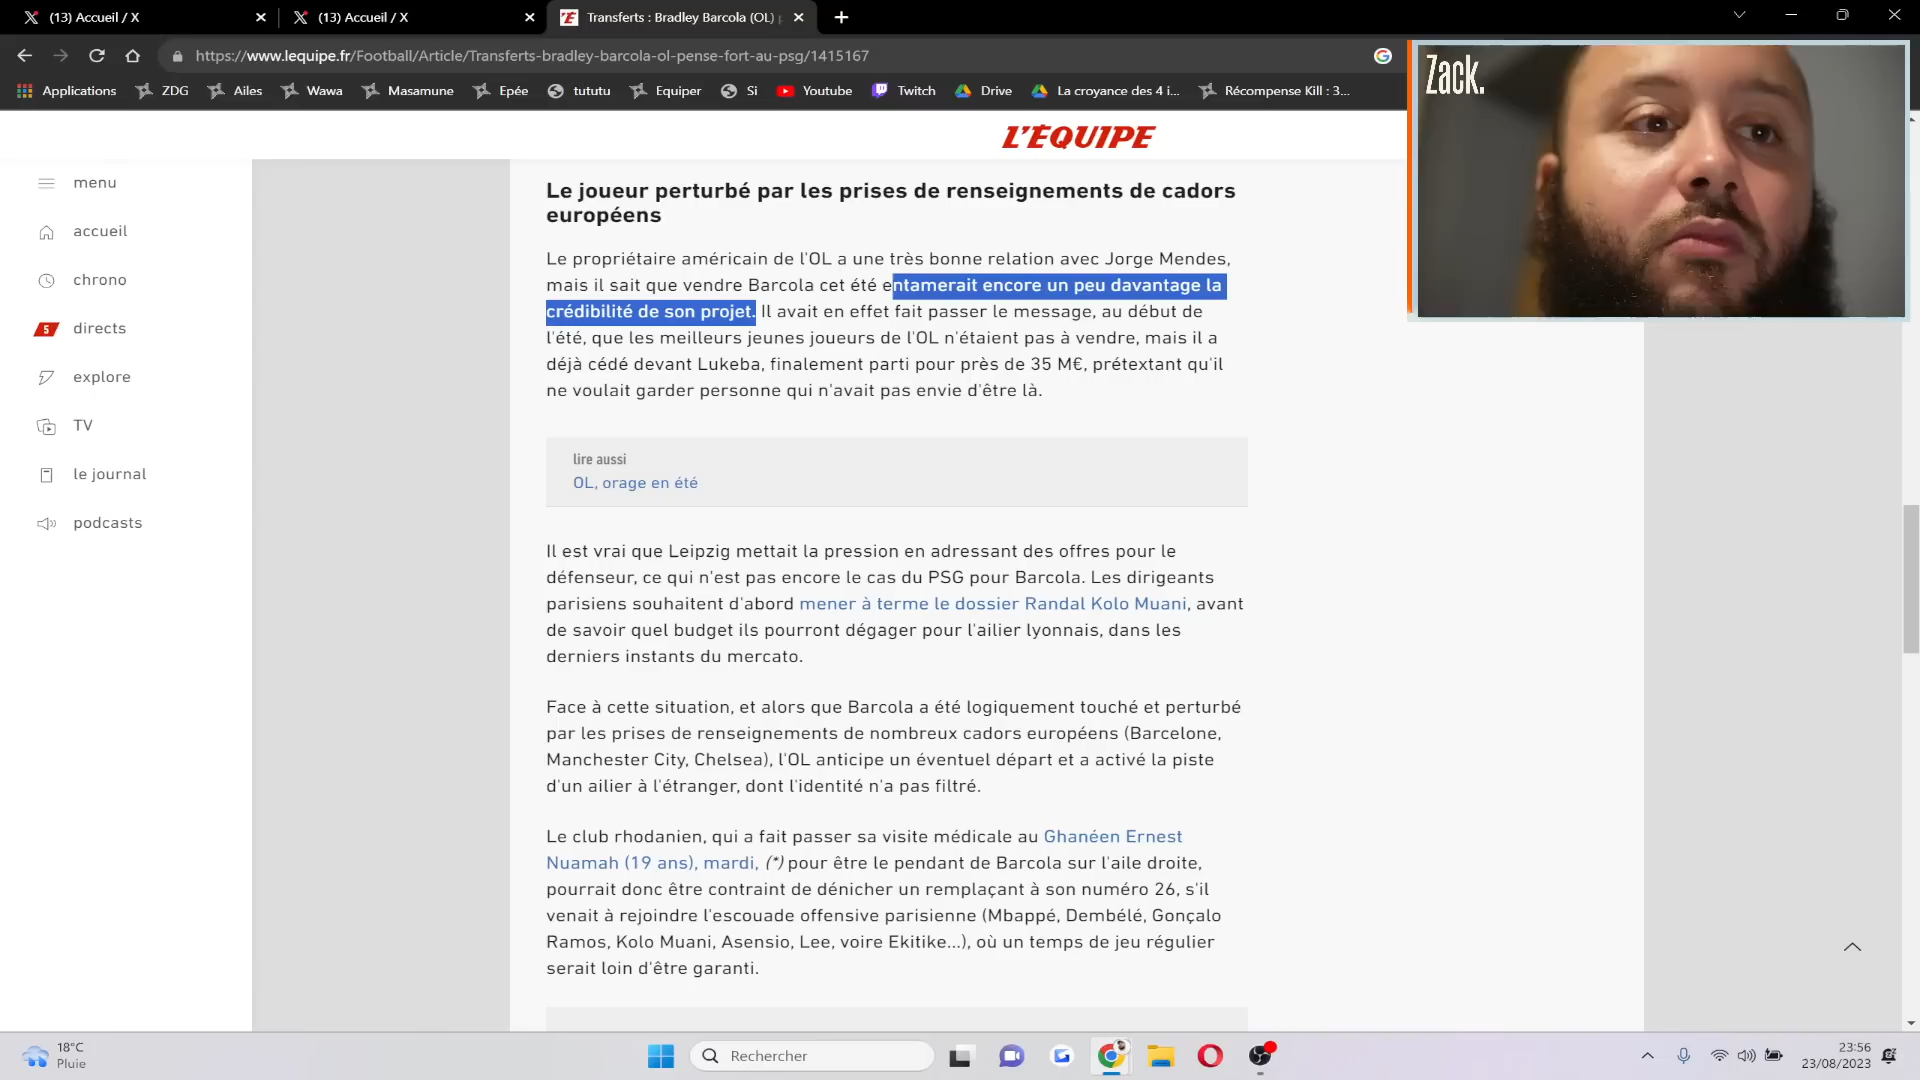 (13) Accueil / X
(13) Accueil / X
Transferts : Bradley Barcola (OL)
https://www.lequipe.fr/Football/Article/Transferts-bradley-barcola-ol-pense-fort-au-psg/1415167
Applications
ZDG
Ailes
Wawa
Masamune
Epée
tututu
Equiper
Si
Youtube
Twitch
Drive
La croyance des 4 i...
Récompense Kill : 3...
Zack.
L'ÉQUIPE
menu
accueil
chrono
5
directs
explore
TV
le journal
podcasts
Le joueur perturbé par les prises de renseignements de cadors
européens
Le propriétaire américain de l'OL a une très bonne relation avec Jorge Mendes,
mais il sait que vendre Barcola cet été entamerait encore un peu davantage la
crédibilité de son projet. Il avait en effet fait passer le message, au début de
l'été, que les meilleurs jeunes joueurs de l'OL n'étaient pas à vendre, mais il a
déjà cédé devant Lukeba, finalement parti pour près de 35 M€, prétextant qu'il
ne voulait garder personne qui n'avait pas envie d'être là.
lire aussi
OL, orage en été
Il est vrai que Leipzig mettait la pression en adressant des offres pour le
défenseur, ce qui n'est pas encore le cas du PSG pour Barcola. Les dirigeants
parisiens souhaitent d'abord mener à terme le dossier Randal Kolo Muani, avant
de savoir quel budget ils pourront dégager pour l'ailier lyonnais, dans les
derniers instants du mercato.
Face à cette situation, et alors que Barcola a été logiquement touché et perturbé
par les prises de renseignements de nombreux cadors européens (Barcelone,
Manchester City, Chelsea), l'OL anticipe un éventuel départ et a activé la piste
d'un ailier à l'étranger, dont l'identité n'a pas filtré.
Le club rhodanien, qui a fait passer sa visite médicale au Ghanéen Ernest
Nuamah (19 ans), mardi, (*) pour être le pendant de Barcola sur l'aile droite,
pourrait donc être contraint de dénicher un remplaçant à son numéro 26, s'il
venait à rejoindre l'escouade offensive parisienne (Mbappé, Dembélé, Gonçalo
Ramos, Kolo Muani, Asensio, Lee, voire Ekitike...), où un temps de jeu régulier
serait loin d'être garanti.
18°C
Pluie
Rechercher
23:56
23/08/2023